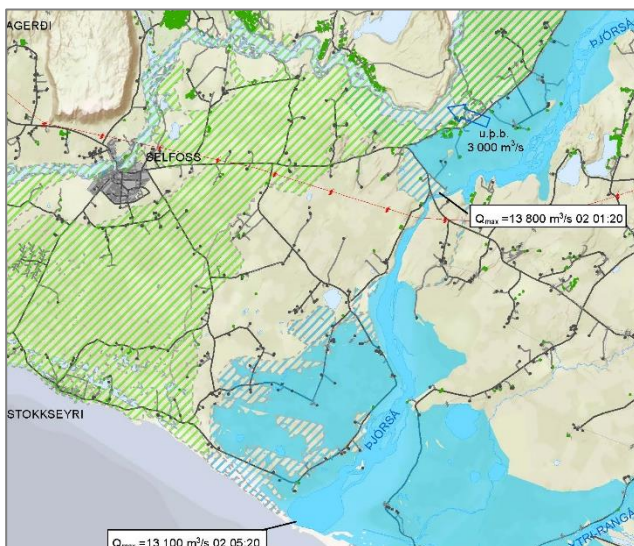 AGERÐI
ÞJÓRSÁ
u.þ.b.
3 000 m³/s
SELFOSS
Qmax =13 800 m³/s 02 01:20
STOKKSEYRI
ÞJÓRSÁ
YTRI-RANGÁ
Qmax =13 100 m³/s 02 05:20